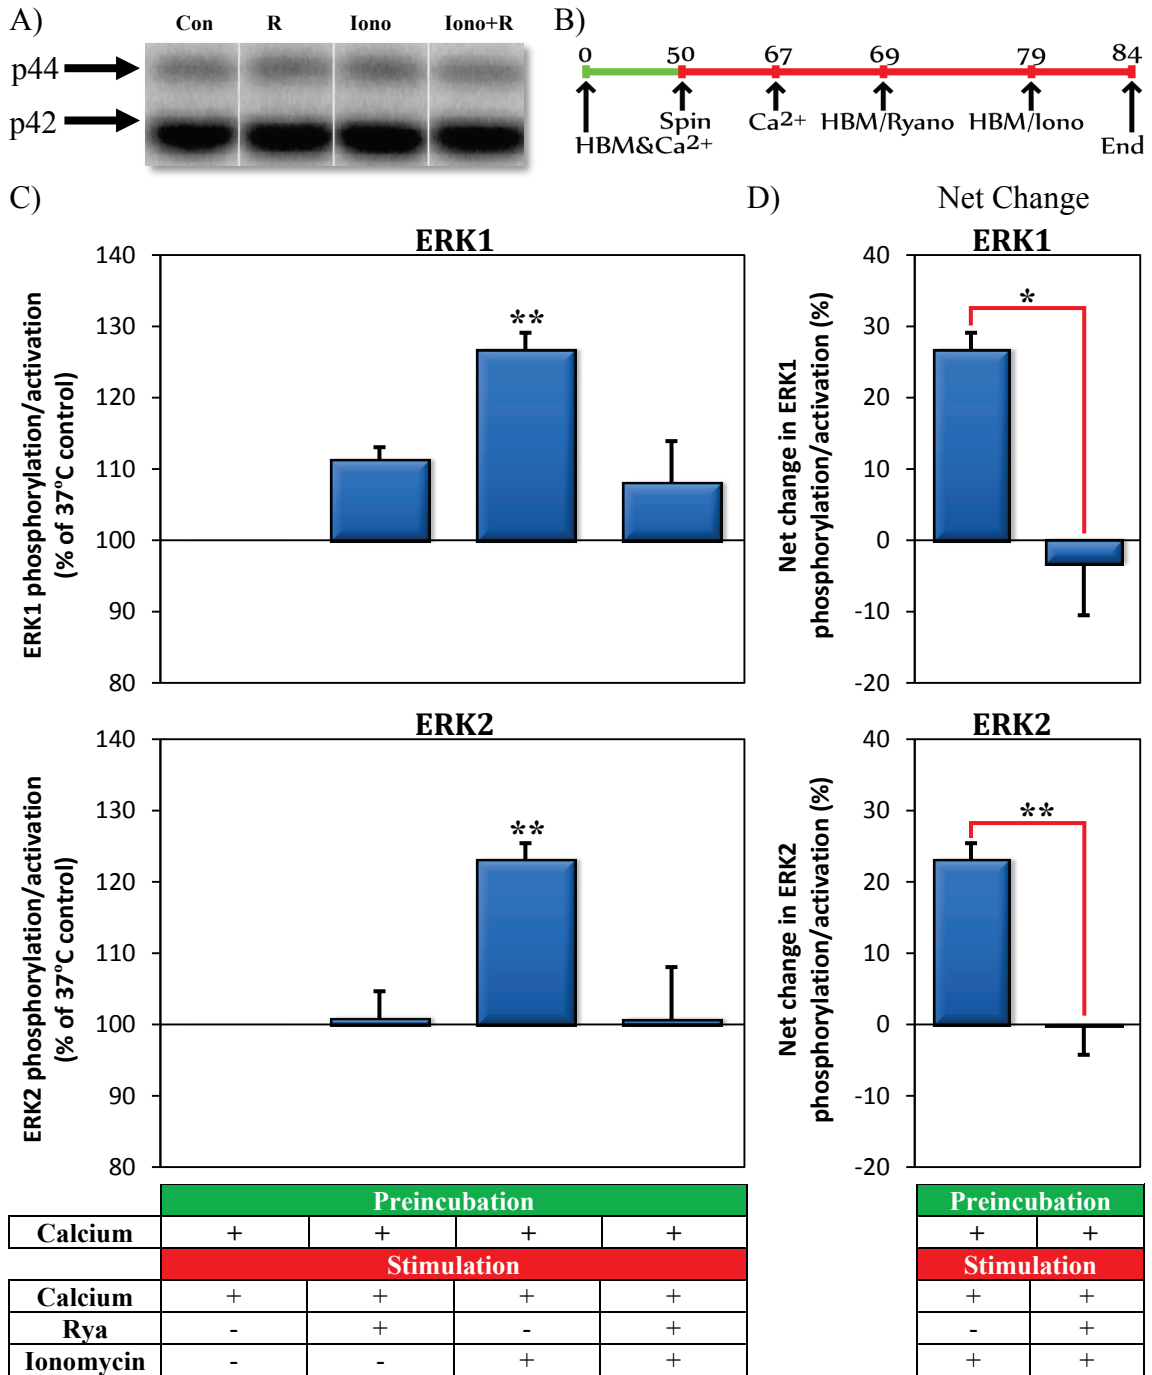 A)
Con R Iono Iono+R
p44
p42
B)
0 50 67 69 79 84
HBM&Ca2+
Spin
Ca2+
HBM/Ryano
HBM/Iono
End
C)
ERK1
ERK1 phosphorylation/activation
(% of 37°C control)
140
130
120
110
100
90
80
**
D)
Net Change
ERK1
Net change in ERK1
phosphorylation/activation (%)
40
30
20
10
0
-10
-20
*
ERK2
ERK2 phosphorylation/activation
(% of 37°C control)
140
130
120
110
100
90
80
**
ERK2
Net change in ERK2
phosphorylation/activation (%)
40
30
20
10
0
-10
-20
**
Preincubation
Calcium + + + +
Stimulation
Calcium + + + +
Rya - + - +
Ionomycin - - + +
Preincubation
+ +
Stimulation
+ +
- +
+ +